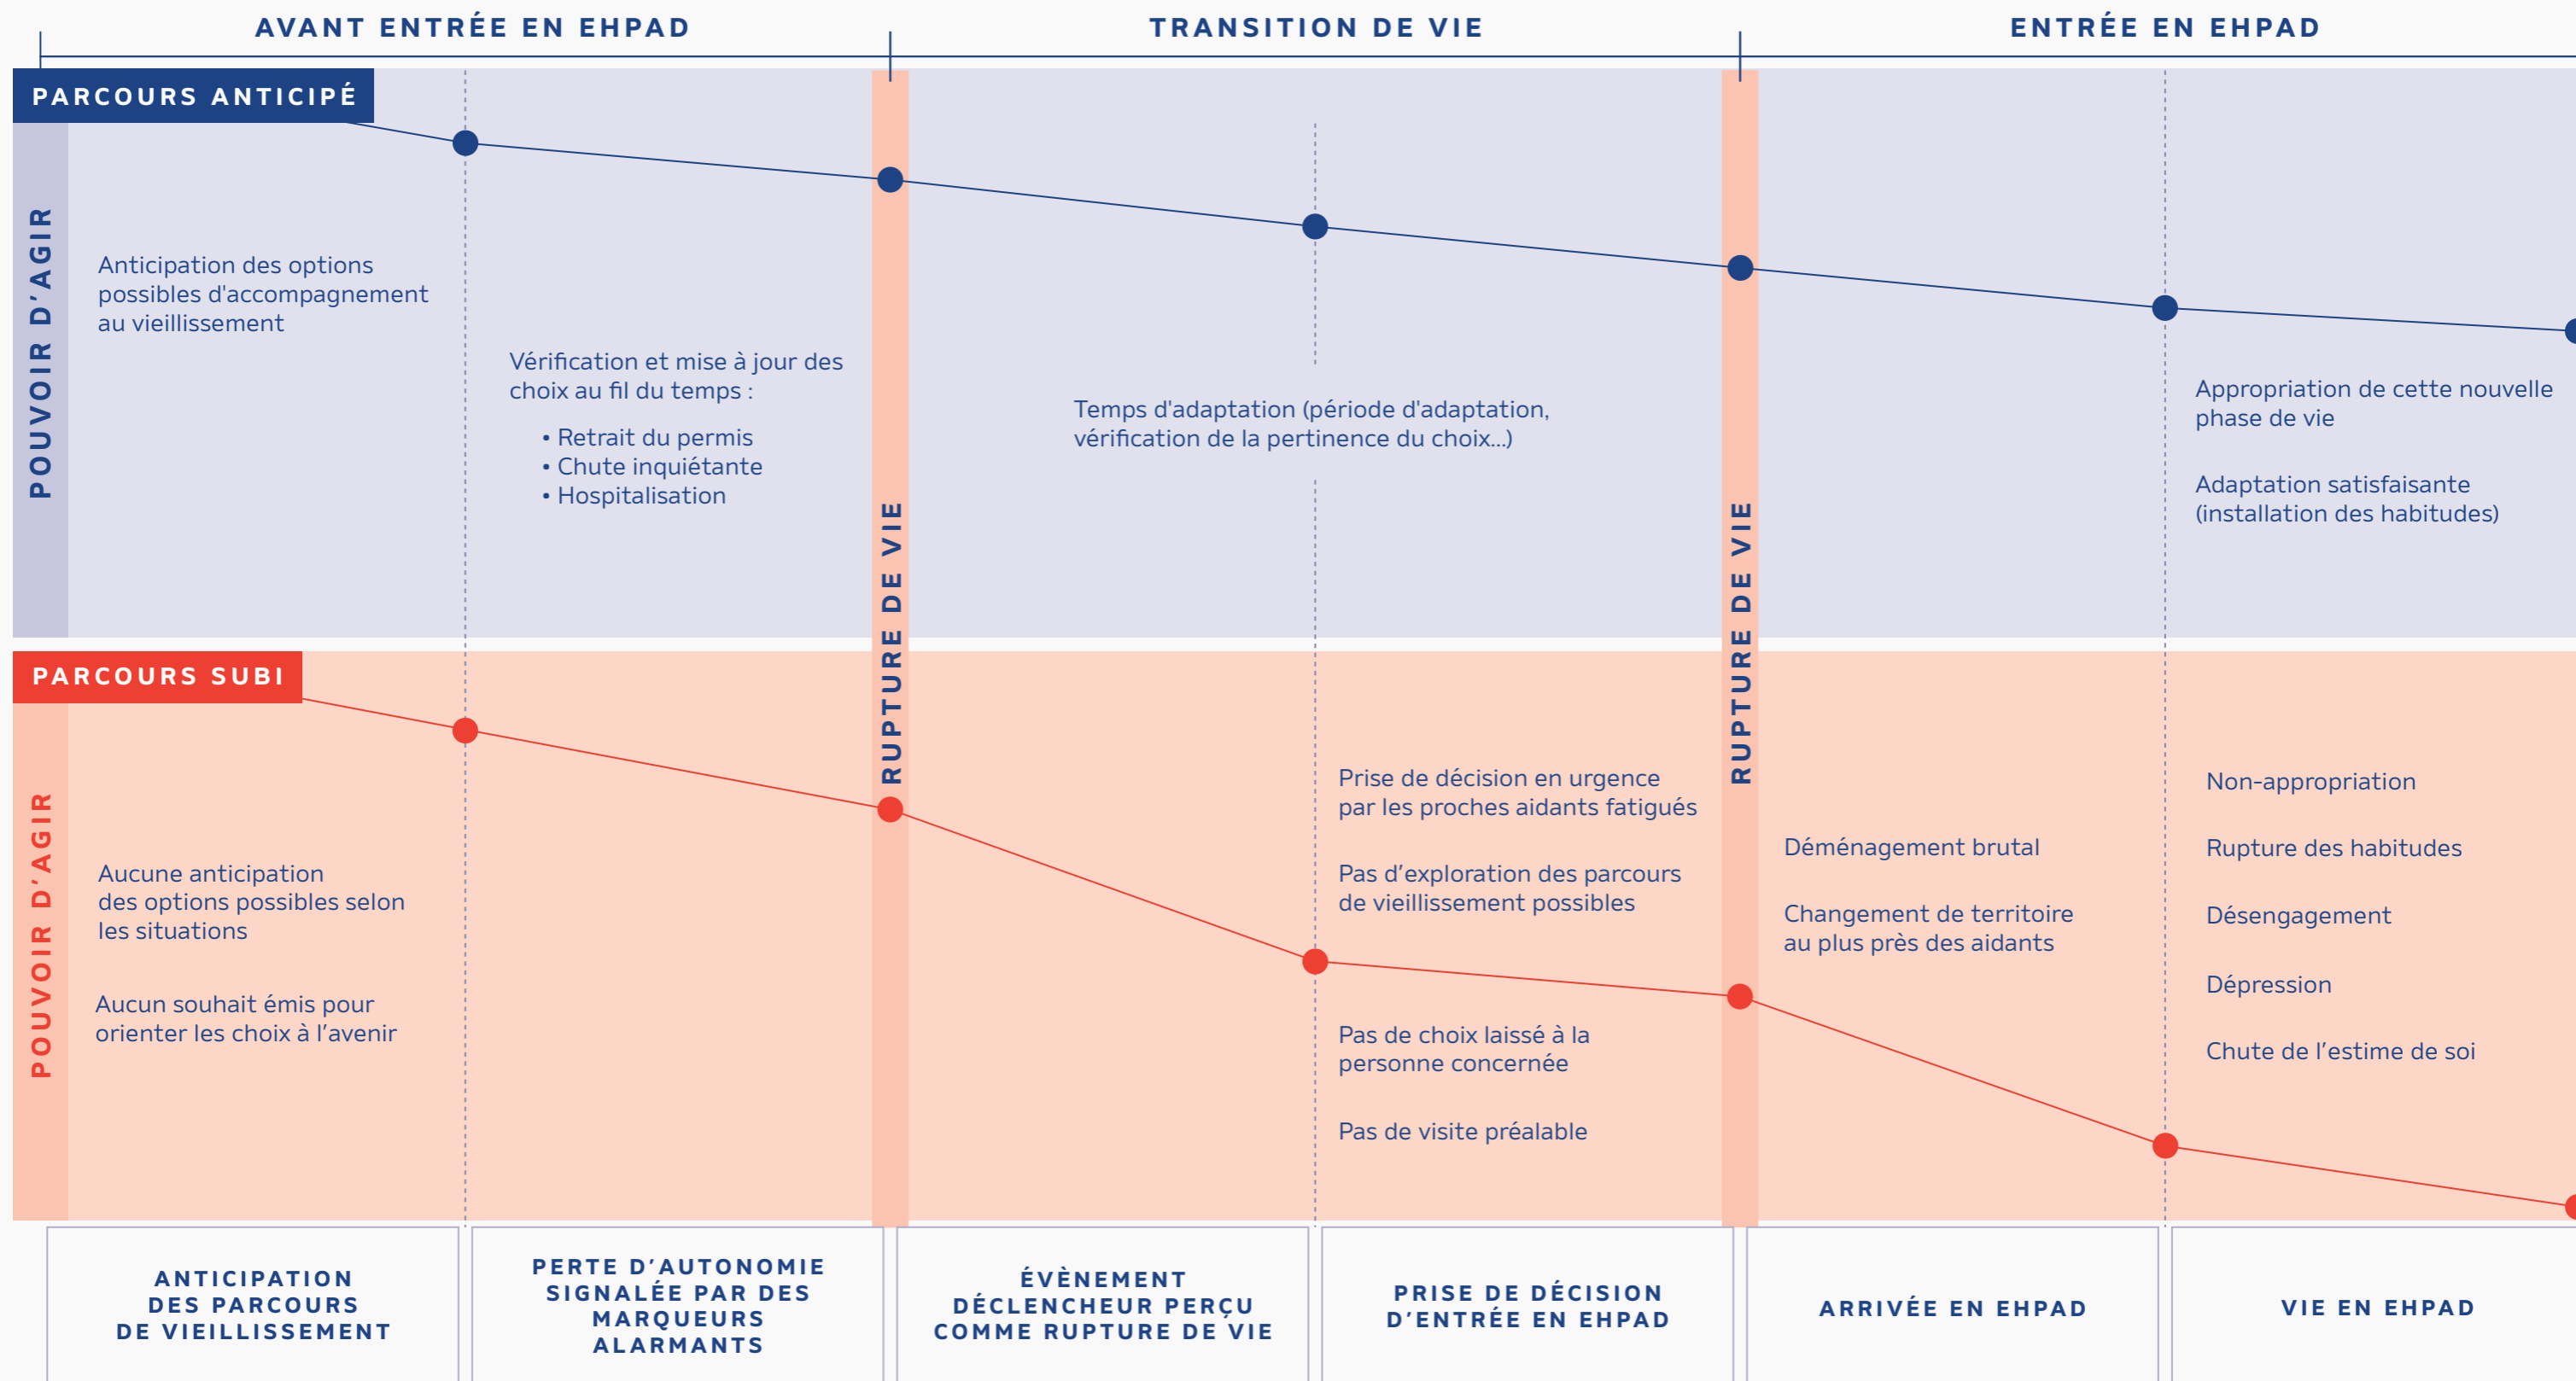 AVANT ENTRÉE EN EHPAD
TRANSITION DE VIE
ENTRÉE EN EHPAD
PARCOURS ANTICIPÉ
POUVOIR D’AGIR
Anticipation des options
possibles d'accompagnement
au vieillissement
Vérification et mise à jour des
choix au fil du temps :
• Retrait du permis
• Chute inquiétante
• Hospitalisation
RUPTURE DE VIE
Temps d'adaptation (période d'adaptation,
vérification de la pertinence du choix...)
RUPTURE DE VIE
Appropriation de cette nouvelle
phase de vie
Adaptation satisfaisante
(installation des habitudes)
PARCOURS SUBI
POUVOIR D’AGIR
Aucune anticipation
des options possibles selon
les situations
Aucun souhait émis pour
orienter les choix à l’avenir
Prise de décision en urgence
par les proches aidants fatigués
Pas d’exploration des parcours
de vieillissement possibles
Pas de choix laissé à la
personne concernée
Pas de visite préalable
Déménagement brutal
Changement de territoire
au plus près des aidants
Non-appropriation
Rupture des habitudes
Désengagement
Dépression
Chute de l’estime de soi
ANTICIPATION
DES PARCOURS
DE VIEILLISSEMENT
PERTE D’AUTONOMIE
SIGNALÉE PAR DES
MARQUEURS
ALARMANTS
ÉVÈNEMENT
DÉCLENCHEUR PERÇU
COMME RUPTURE DE VIE
PRISE DE DÉCISION
D’ENTRÉE EN EHPAD
ARRIVÉE EN EHPAD
VIE EN EHPAD